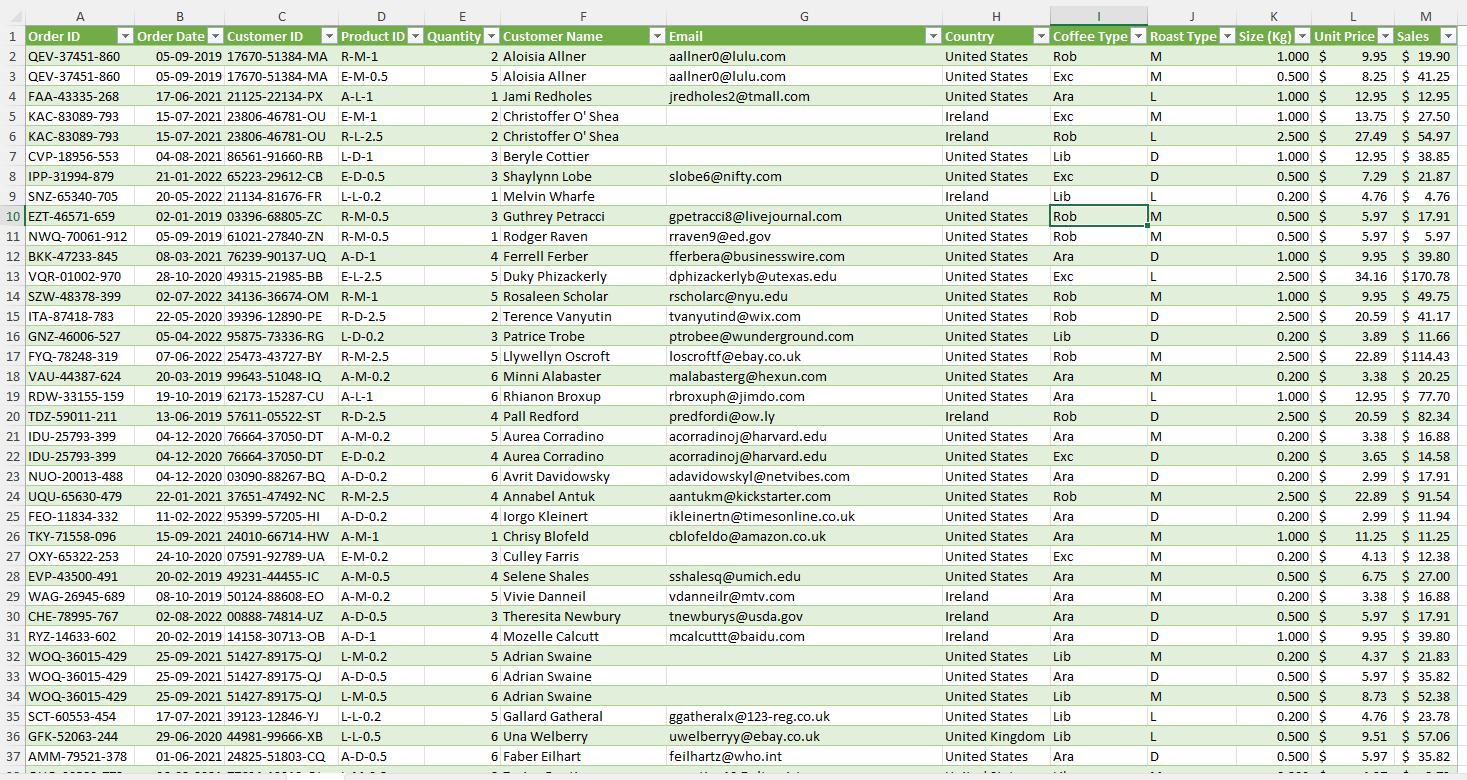 A B C D E F G H I J K L M
1 Order ID Order Date Customer ID Product ID Quantity Customer Name Email Country Coffee Type Roast Type Size (Kg) Unit Price Sales
2 QEV-37451-860 05-09-2019 17670-51384-MA R-M-1 2 Aloisia Allner aallner0@lulu.com United States Rob M 1.000 $ 9.95 $ 19.90
3 QEV-37451-860 05-09-2019 17670-51384-MA E-M-0.5 5 Aloisia Allner aallner0@lulu.com United States Exc M 0.500 $ 8.25 $ 41.25
4 FAA-43335-268 17-06-2021 21125-22134-PX A-L-1 1 Jami Redholes jredholes2@tmall.com United States Ara L 1.000 $ 12.95 $ 12.95
5 KAC-83089-793 15-07-2021 23806-46781-OU E-M-1 2 Christoffer O' Shea Ireland Exc M 1.000 $ 13.75 $ 27.50
6 KAC-83089-793 15-07-2021 23806-46781-OU R-L-2.5 2 Christoffer O' Shea Ireland Rob L 2.500 $ 27.49 $ 54.97
7 CVP-18956-553 04-08-2021 86561-91660-RB L-D-1 3 Beryle Cottier United States Lib D 1.000 $ 12.95 $ 38.85
8 IPP-31994-879 21-01-2022 65223-29612-CB E-D-0.5 3 Shaylynn Lobe slobe6@nifty.com United States Exc D 0.500 $ 7.29 $ 21.87
9 SNZ-65340-705 20-05-2022 21134-81676-FR L-L-0.2 1 Melvin Wharfe Ireland Lib L 0.200 $ 4.76 $ 4.76
10 EZT-46571-659 02-01-2019 03396-68805-ZC R-M-0.5 3 Guthrey Petracci gpetracci8@livejournal.com United States Rob M 0.500 $ 5.97 $ 17.91
11 NWQ-70061-912 05-09-2019 61021-27840-ZN R-M-0.5 1 Rodger Raven rraven9@ed.gov United States Rob M 0.500 $ 5.97 $ 5.97
12 BKK-47233-845 08-03-2021 76239-90137-UQ A-D-1 4 Ferrell Ferber fferbera@businesswire.com United States Ara D 1.000 $ 9.95 $ 39.80
13 VQR-01002-970 28-10-2020 49315-21985-BB E-L-2.5 5 Duky Phizackerly dphizackerlyb@utexas.edu United States Exc L 2.500 $ 34.16 $170.78
14 SZW-48378-399 02-07-2022 34136-36674-OM R-M-1 5 Rosaleen Scholar rscholarc@nyu.edu United States Rob M 1.000 $ 9.95 $ 49.75
15 ITA-87418-783 22-05-2020 39396-12890-PE R-D-2.5 2 Terence Vanyutin tvanyutind@wix.com United States Rob D 2.500 $ 20.59 $ 41.17
16 GNZ-46006-527 05-04-2022 95875-73336-RG L-D-0.2 3 Patrice Trobe ptrobee@wunderground.com United States Lib D 0.200 $ 3.89 $ 11.66
17 FYQ-78248-319 07-06-2022 25473-43727-BY R-M-2.5 5 Llywellyn Oscroft loscroftf@ebay.co.uk United States Rob M 2.500 $ 22.89 $114.43
18 VAU-44387-624 20-03-2019 99643-51048-IQ A-M-0.2 6 Minni Alabaster malabasterg@hexun.com United States Ara M 0.200 $ 3.38 $ 20.25
19 RDW-33155-159 19-10-2019 62173-15287-CU A-L-1 6 Rhianon Broxup rbroxuph@jimdo.com United States Ara L 1.000 $ 12.95 $ 77.70
20 TDZ-59011-211 13-06-2019 57611-05522-ST R-D-2.5 4 Pall Redford predfordi@ow.ly Ireland Rob D 2.500 $ 20.59 $ 82.34
21 IDU-25793-399 04-12-2020 76664-37050-DT A-M-0.2 5 Aurea Corradino acorradinoj@harvard.edu United States Ara M 0.200 $ 3.38 $ 16.88
22 IDU-25793-399 04-12-2020 76664-37050-DT E-D-0.2 4 Aurea Corradino acorradinoj@harvard.edu United States Exc D 0.200 $ 3.65 $ 14.58
23 NUO-20013-488 04-12-2020 03090-88267-BQ A-D-0.2 6 Avrit Davidowsky adavidowskyl@netvibes.com United States Ara D 0.200 $ 2.99 $ 17.91
24 UQU-65630-479 22-01-2021 37651-47492-NC R-M-2.5 4 Annabel Antuk aantukm@kickstarter.com United States Rob M 2.500 $ 22.89 $ 91.54
25 FEO-11834-332 11-02-2022 95399-57205-HI A-D-0.2 4 Iorgo Kleinert ikleinertn@timesonline.co.uk United States Ara D 0.200 $ 2.99 $ 11.94
26 TKY-71558-096 15-09-2021 24010-66714-HW A-M-1 1 Chrisy Blofeld cblofeldo@amazon.co.uk United States Ara M 1.000 $ 11.25 $ 11.25
27 OXY-65322-253 24-10-2020 07591-92789-UA E-M-0.2 3 Culley Farris United States Exc M 0.200 $ 4.13 $ 12.38
28 EVP-43500-491 20-02-2019 49231-44455-IC A-M-0.5 4 Selene Shales sshalesq@umich.edu United States Ara M 0.500 $ 6.75 $ 27.00
29 WAG-26945-689 08-10-2019 50124-88608-EO A-M-0.2 5 Vivie Danneil vdanneilr@mtv.com Ireland Ara M 0.200 $ 3.38 $ 16.88
30 CHE-78995-767 02-08-2022 00888-74814-UZ A-D-0.5 3 Theresita Newbury tnewburys@usda.gov Ireland Ara D 0.500 $ 5.97 $ 17.91
31 RYZ-14633-602 20-02-2019 14158-30713-OB A-D-1 4 Mozelle Calcutt mcalcuttt@baidu.com Ireland Ara D 1.000 $ 9.95 $ 39.80
32 WOQ-36015-429 25-09-2021 51427-89175-QJ L-M-0.2 5 Adrian Swaine United States Lib M 0.200 $ 4.37 $ 21.83
33 WOQ-36015-429 25-09-2021 51427-89175-QJ A-D-0.5 6 Adrian Swaine United States Ara D 0.500 $ 5.97 $ 35.82
34 WOQ-36015-429 25-09-2021 51427-89175-QJ L-M-0.5 6 Adrian Swaine United States Lib M 0.500 $ 8.73 $ 52.38
35 SCT-60553-454 17-07-2021 39123-12846-YJ L-L-0.2 5 Gallard Gatheral ggatheralx@123-reg.co.uk United States Lib L 0.200 $ 4.76 $ 23.78
36 GFK-52063-244 29-06-2020 44981-99666-XB L-L-0.5 6 Una Welberry uwelberryy@ebay.co.uk United Kingdom Lib L 0.500 $ 9.51 $ 57.06
37 AMM-79521-378 01-06-2021 24825-51803-CQ A-D-0.5 6 Faber Eilhart feilhartz@who.int United States Ara D 0.500 $ 5.97 $ 35.82